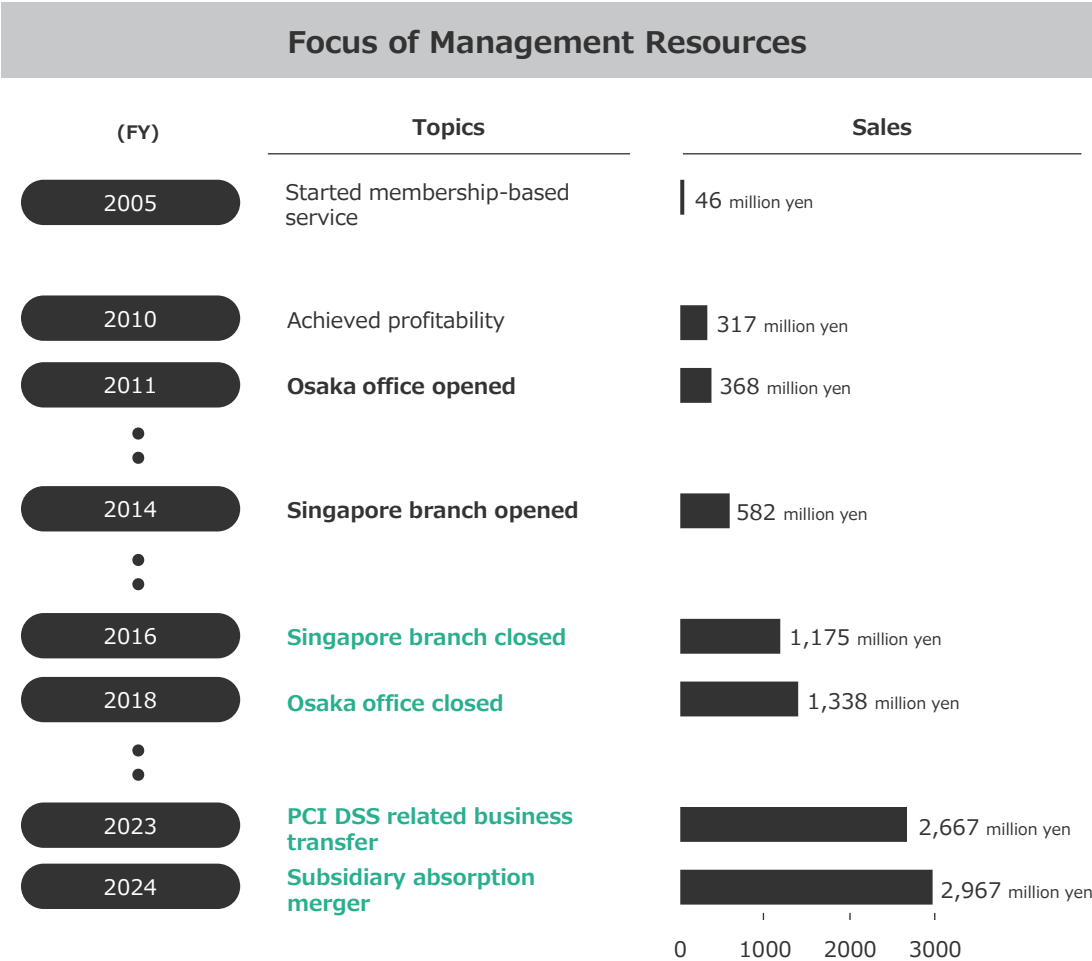 Focus of Management Resources
(FY)
Topics
Sales
2005
Started membership-based
service
46 million yen
2010
Achieved profitability
317 million yen
2011
Osaka office opened
368 million yen
2014
Singapore branch opened
582 million yen
2016
Singapore branch closed
1,175 million yen
2018
Osaka office closed
1,338 million yen
2023
PCI DSS related business
transfer
2,667 million yen
2024
Subsidiary absorption
merger
2,967 million yen
0 1000 2000 3000